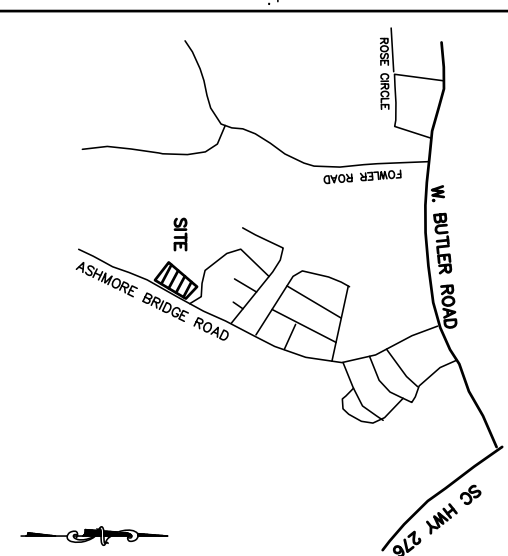 ROSE CIRCLE
FOWLER ROAD
W. BUTLER ROAD
SITE
ASHMORE BRIDGE ROAD
SC HWY 276